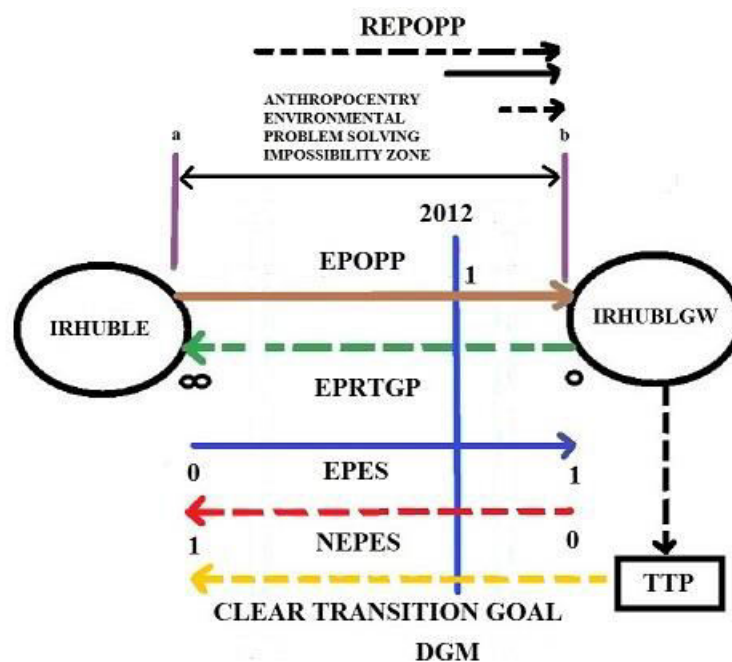 REPOPP
ANTHROPOCENTRY
ENVIRONMENTAL
PROBLEM SOLVING
IMPOSSIBILITY ZONE
a
b
2012
EPOPP
1
IRHUBLE
IRHUBLGW
∞
EPRTGP
0
0
EPES
1
1
NEPES
0
TTP
CLEAR TRANSITION GOAL
DGM